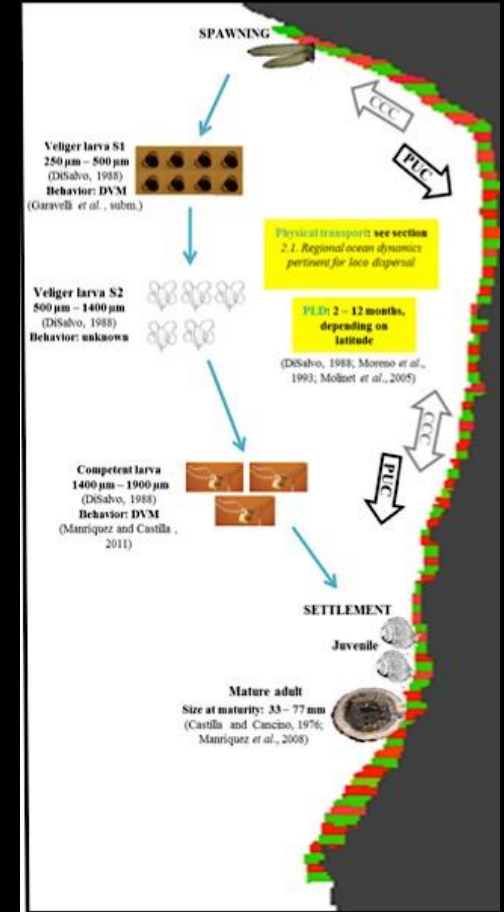 SPAWNING
CCC
PUC
Veliger larva S1
250 µm – 500 µm
(DiSalvo, 1988)
Behavior: DVM
(Garavelli et al., subm.)
Physical transport: see section
2.1. Regional ocean dynamics
pertinent for loco dispersal
Veliger larva S2
500 µm – 1400 µm
(DiSalvo, 1988)
Behavior: unknown
PLD: 2 – 12 months,
depending on
latitude
(DiSalvo, 1988; Moreno et al.,
1993; Molinet et al., 2005)
CCC
PUC
Competent larva
1400 µm – 1900 µm
(DiSalvo, 1988)
Behavior: DVM
(Manríquez and Castilla,
2011)
SETTLEMENT
Juvenile
Mature adult
Size at maturity: 33 – 77 mm
(Castilla and Cancino, 1976;
Manríquez et al., 2008)